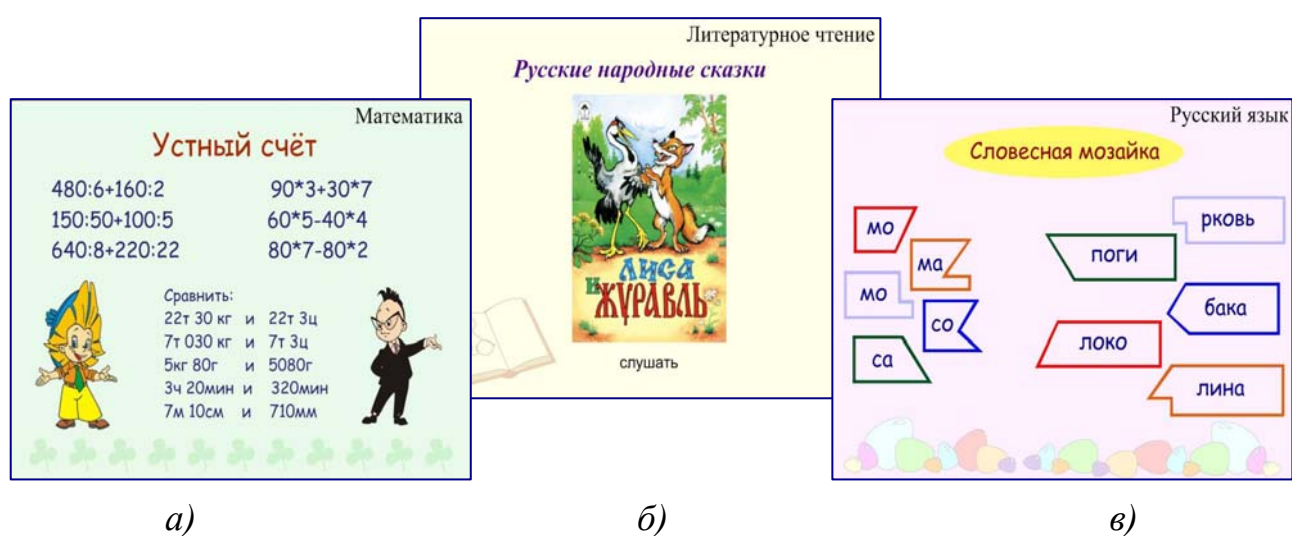 Математика
Устный счёт
480:6+160:2 90*3+30*7
150:50+100:5 60*5-40*4
640:8+220:22 80*7-80*2
Сравнить:
22т 30 кг и 22т 3ц
7т 030 кг и 7т 3ц
5кг 80г и 5080г
3ч 20мин и 320мин
7м 10см и 710мм
а)
Литературное чтение
Русские народные сказки
ЛИСА
И ЖУРАВЛЬ
слушать
б)
Русский язык
Словесная мозайка
мо
ма
мо
со
са
поги
локо
рковь
бака
лина
в)